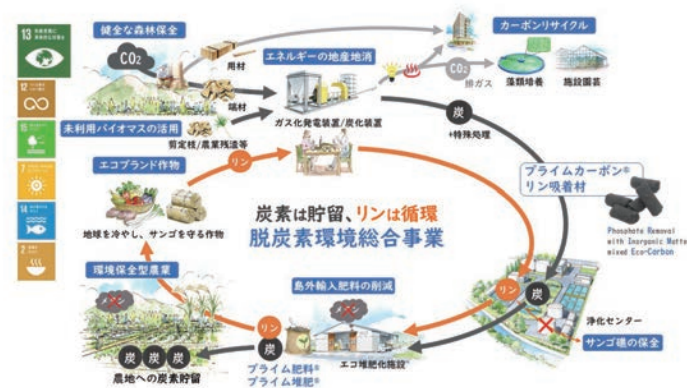 13
12
15
7
14
2
健全な森林保全
CO2
用材
端材
未利用バイオマスの活用
剪定枝/農業残渣等
エネルギーの地産地消
ガス化発電装置/炭化装置
カーボンリサイクル
CO2
排ガス
藻類培養
施設園芸
炭
+特殊処理
プライムカーボン®
リン吸着材
Phosphate Removal
with Inorganic Matte
mixed Eco-Carbon
エコブランド作物
リン
地球を冷やし、サンゴを守る作物
炭素は貯留、リンは循環
脱炭素環境総合事業
環境保全型農業
炭 炭 炭
農地への炭素貯留
リン
炭
プライム肥料®
プライム堆肥®
島外輸入肥料の削減
エコ堆肥化施設
リン
炭
浄化センター
サンゴ礁の保全